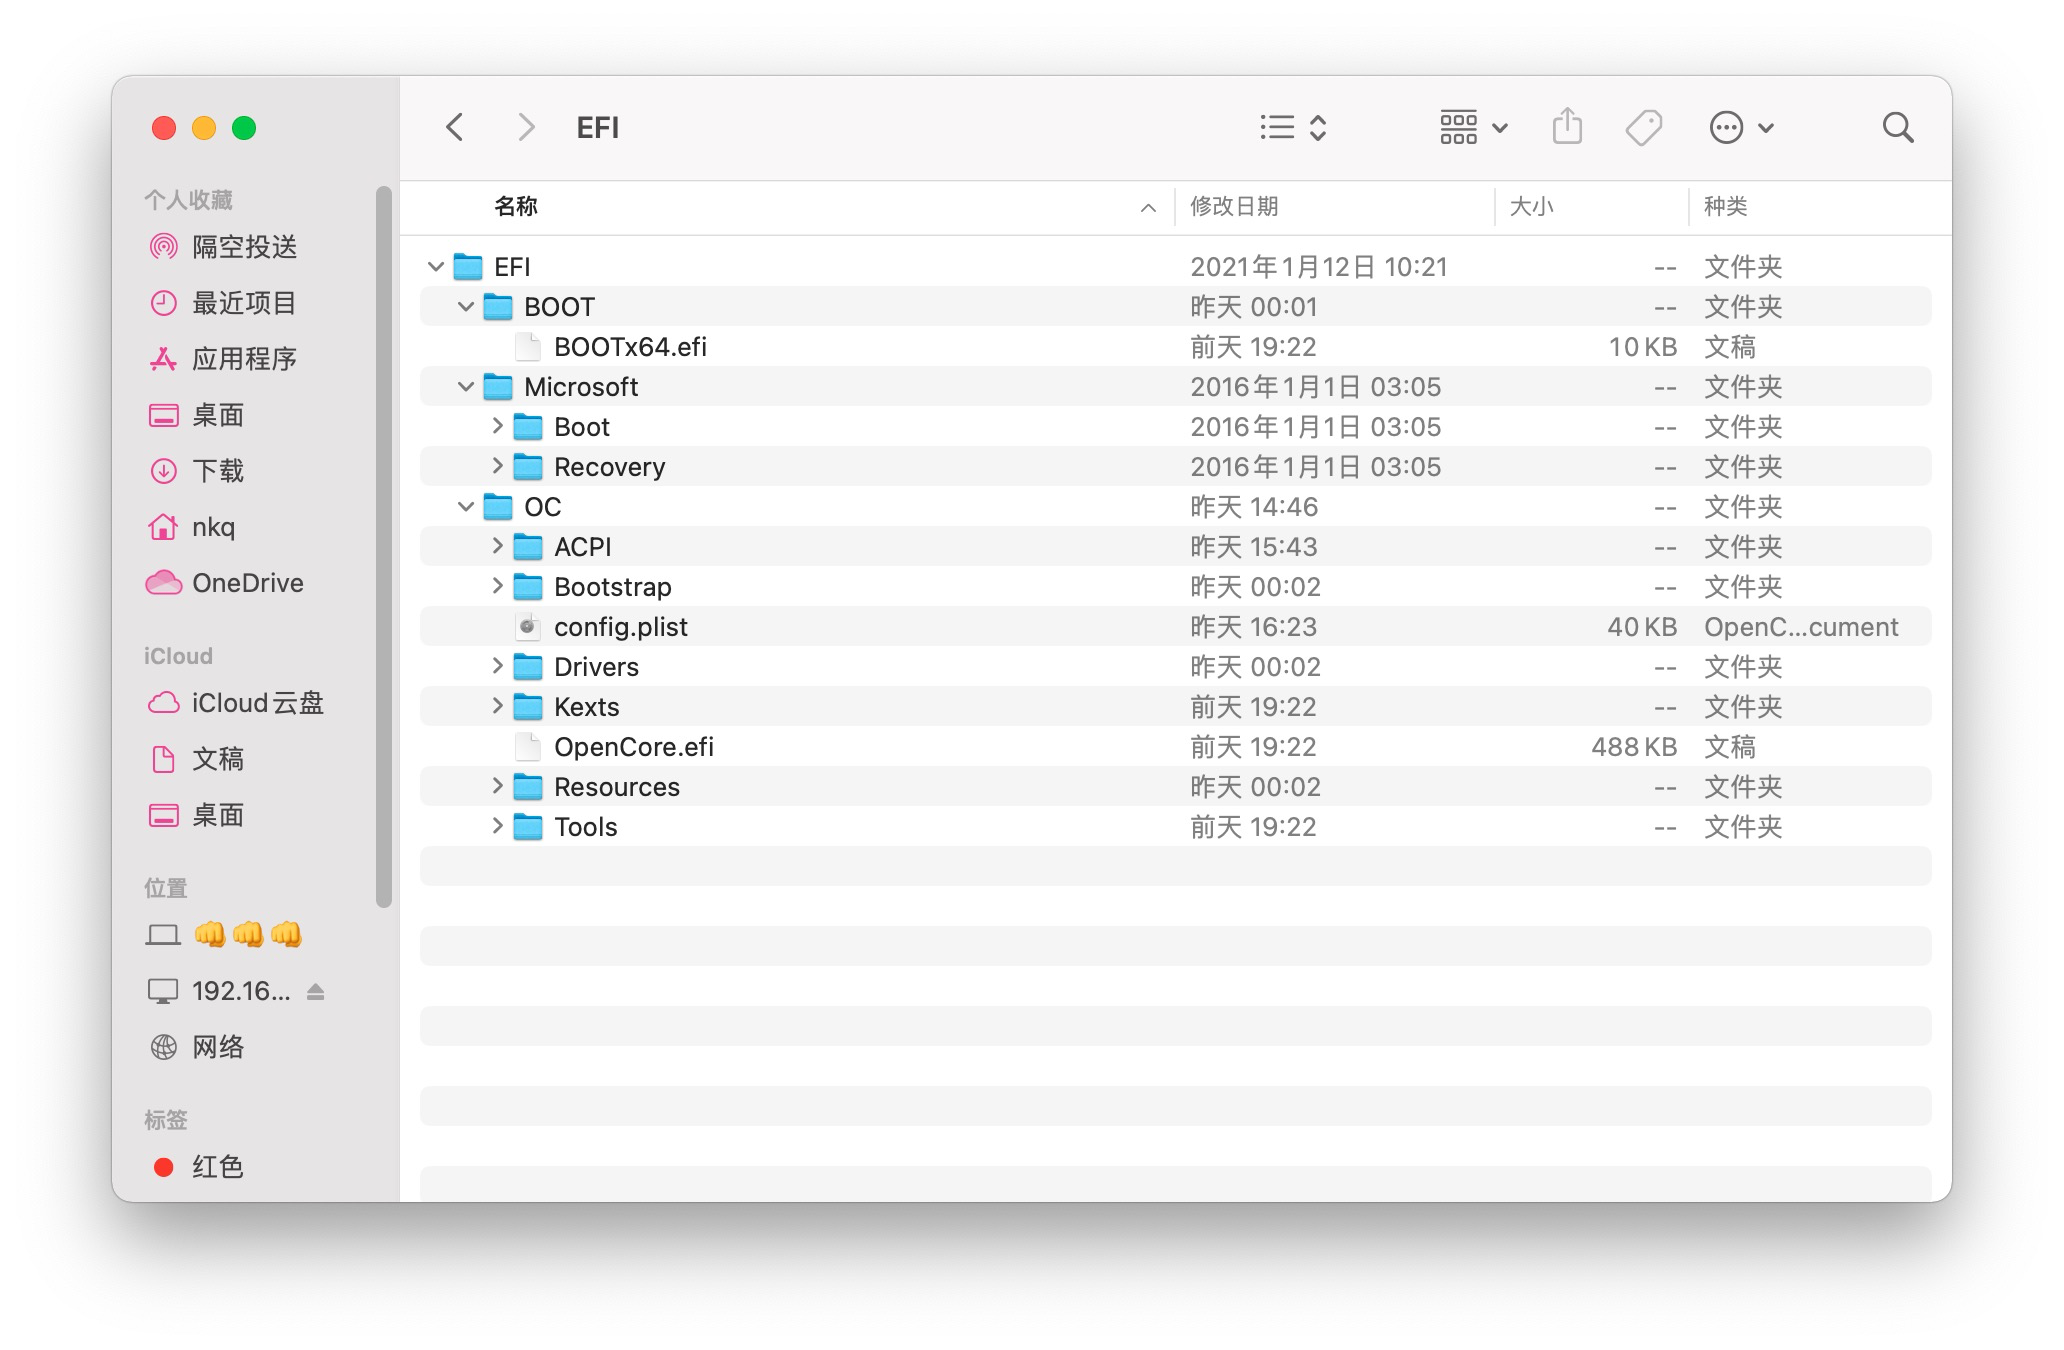 EFI
个人收藏
隔空投送
最近项目
应用程序
桌面
下载
nkq
OneDrive
iCloud
iCloud云盘
文稿
桌面
位置
👊👊👊
192.16...
网络
标签
红色
名称 修改日期 大小 种类
EFI 2021年1月12日 10:21 -- 文件夹
BOOT 昨天 00:01 -- 文件夹
BOOTx64.efi 前天 19:22 10 KB 文稿
Microsoft 2016年1月1日 03:05 -- 文件夹
Boot 2016年1月1日 03:05 -- 文件夹
Recovery 2016年1月1日 03:05 -- 文件夹
OC 昨天 14:46 -- 文件夹
ACPI 昨天 15:43 -- 文件夹
Bootstrap 昨天 00:02 -- 文件夹
config.plist 昨天 16:23 40 KB OpenC...cument
Drivers 昨天 00:02 -- 文件夹
Kexts 前天 19:22 -- 文件夹
OpenCore.efi 前天 19:22 488 KB 文稿
Resources 昨天 00:02 -- 文件夹
Tools 前天 19:22 -- 文件夹